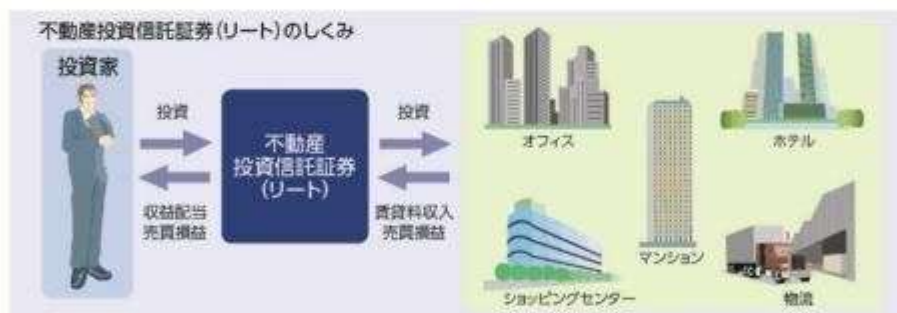 不動産投資信託証券(リート)のしくみ
投資家
投資
収益配当
売買損益
不動産
投資信託証券
(リート)
投資
賃貸料収入
売買損益
オフィス
ホテル
マンション
ショッピングセンター
物流